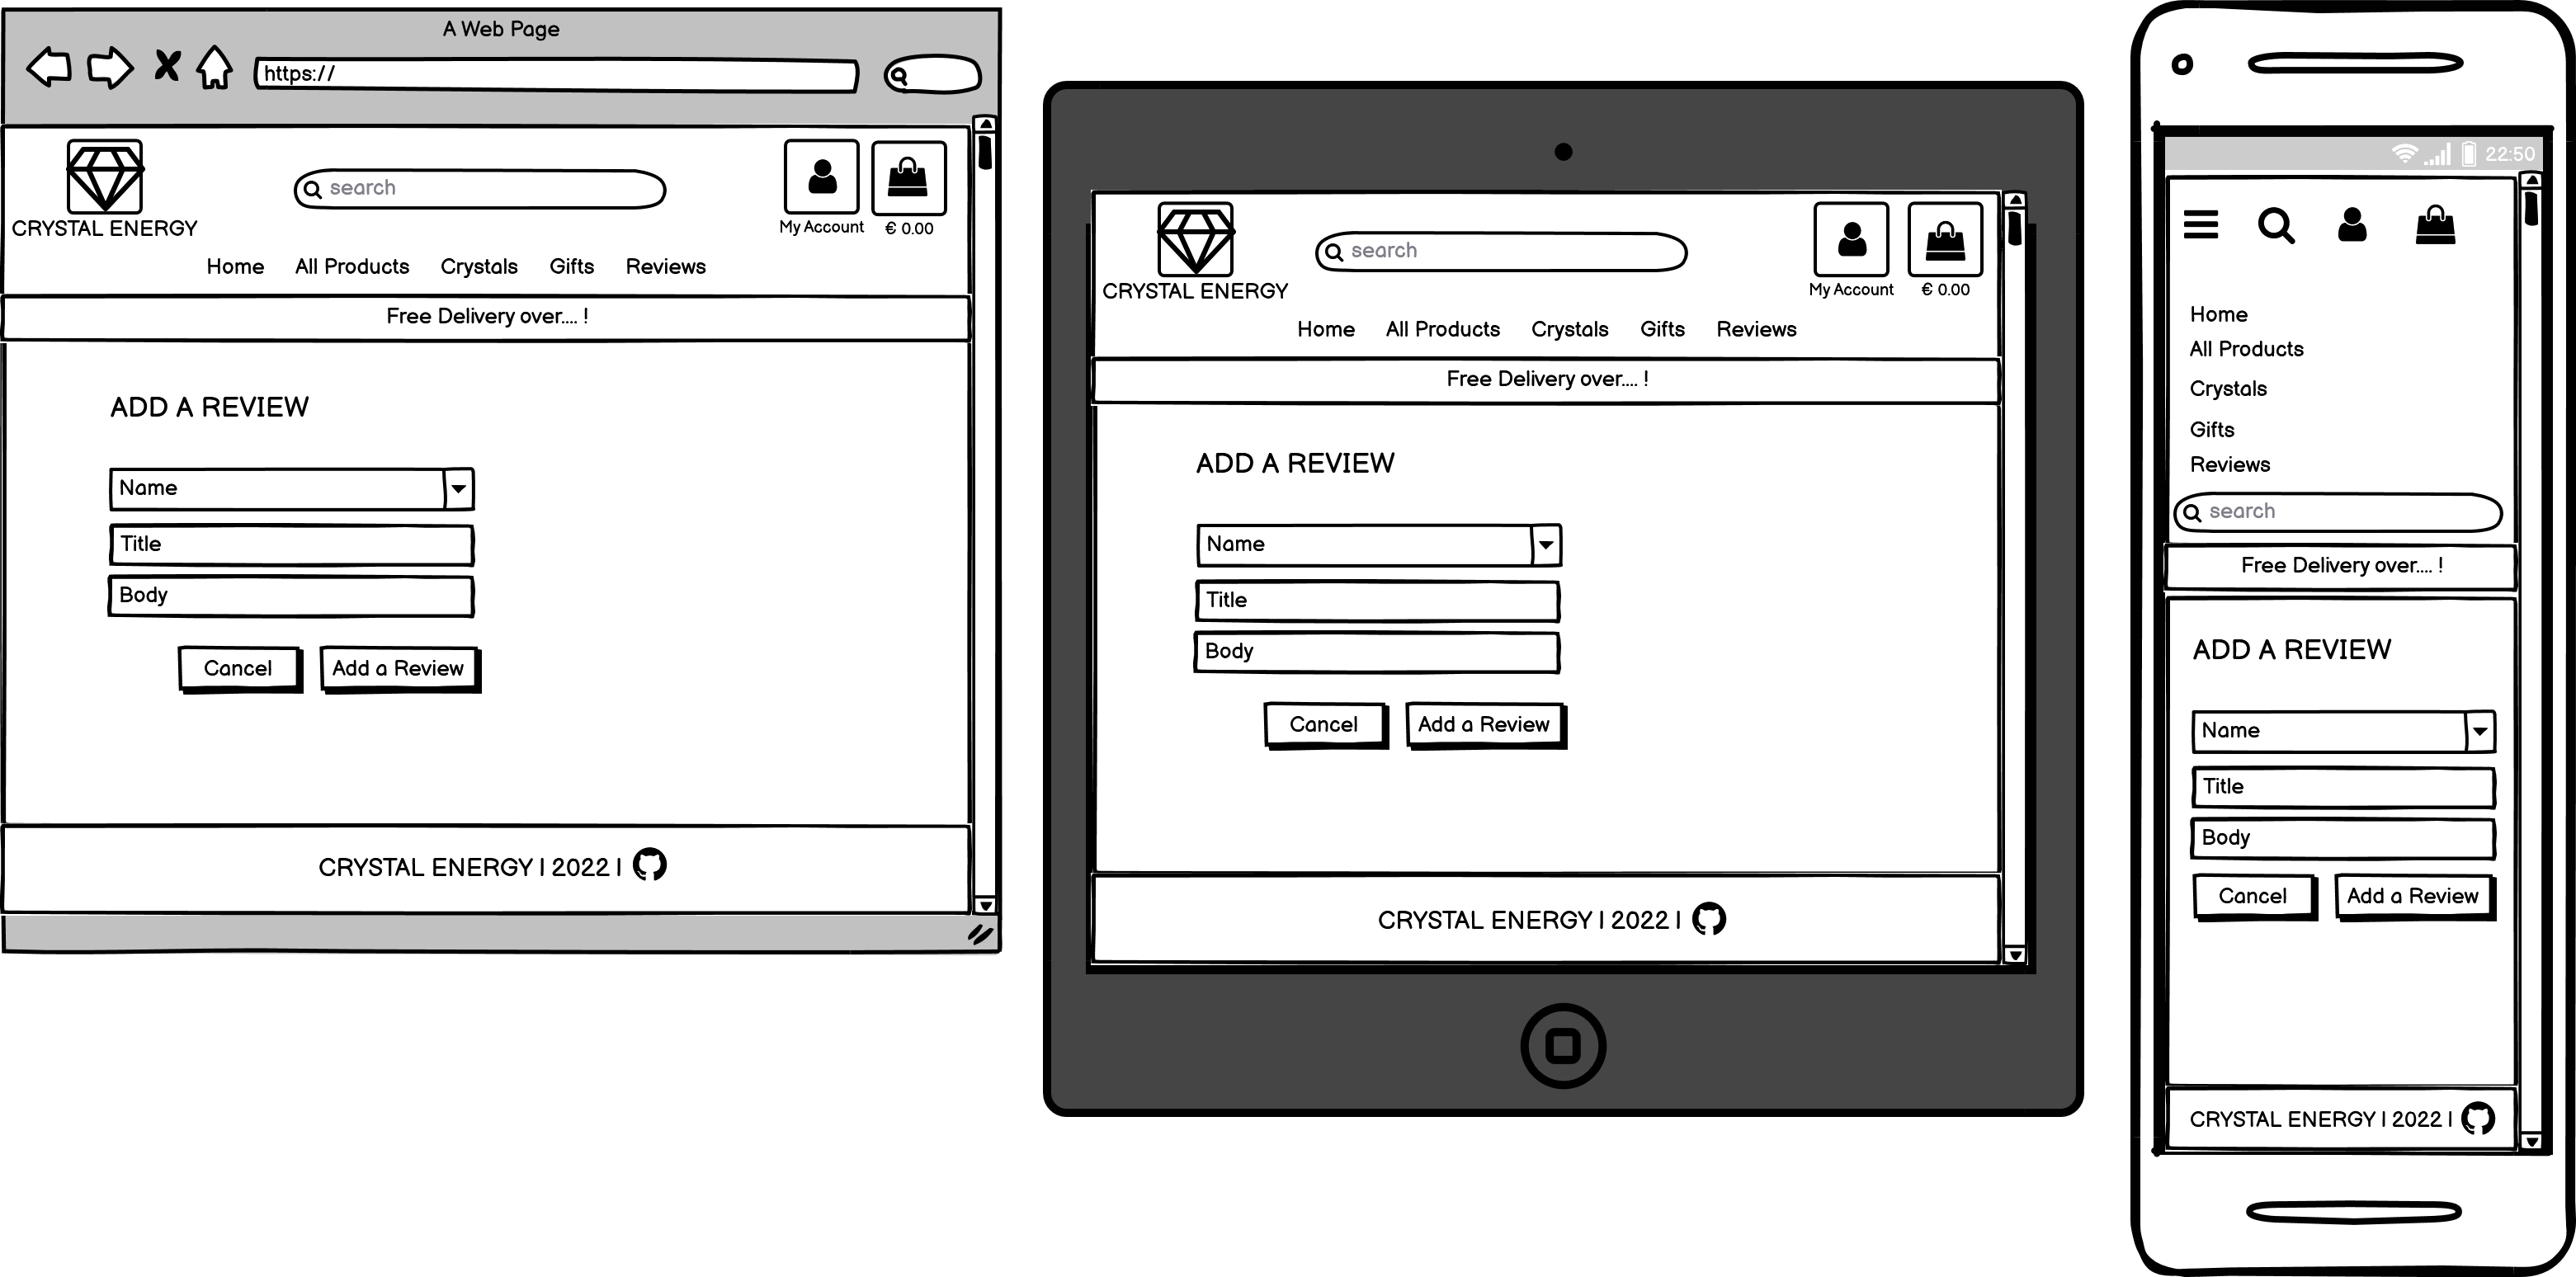 A Web Page
https://
search
CRYSTAL ENERGY
My Account € 0.00
Home All Products Crystals Gifts Reviews
Free Delivery over.... !
ADD A REVIEW
Name
Title
Body
Cancel Add a Review
CRYSTAL ENERGY | 2022 |
search
CRYSTAL ENERGY
My Account € 0.00
Home All Products Crystals Gifts Reviews
Free Delivery over.... !
ADD A REVIEW
Name
Title
Body
Cancel Add a Review
CRYSTAL ENERGY | 2022 |
22:50
Home
All Products
Crystals
Gifts
Reviews
search
Free Delivery over.... !
ADD A REVIEW
Name
Title
Body
Cancel Add a Review
CRYSTAL ENERGY | 2022 |